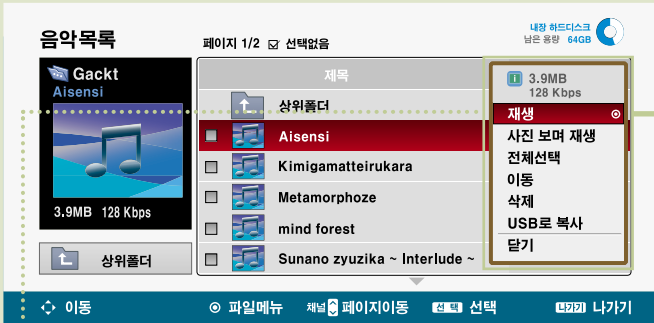 음악목록
페이지 1/2 ☑ 선택없음
내장 하드디스크
남은 용량 64GB
Gackt
Aisensi
3.9MB 128 Kbps
상위폴더
제목
상위폴더
Aisensi
Kimigamatteirukara
Metamorphoze
mind forest
Sunano zyuzika ~ Interlude ~
3.9MB
128 Kbps
재생
사진 보며 재생
전체선택
이동
삭제
USB로 복사
닫기
이동 파일메뉴 채널 페이지이동 선택 선택 나가기 나가기